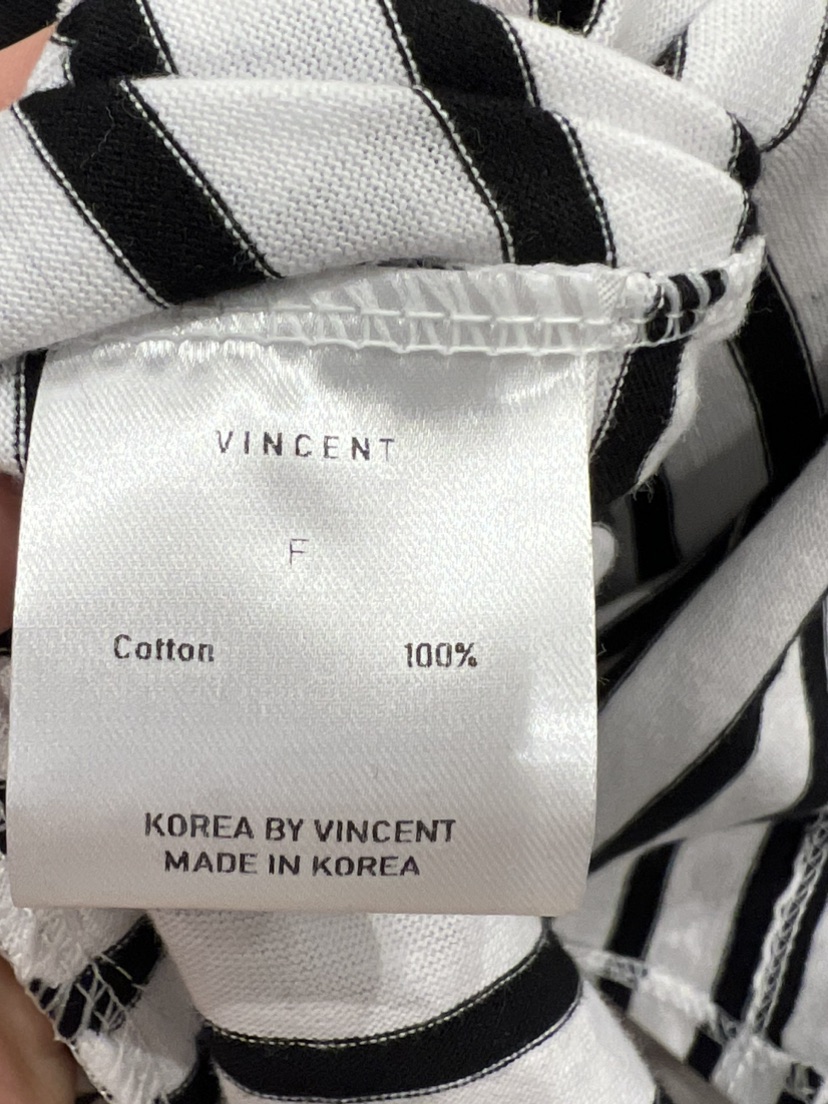 VINCENT
F
Cotton 100%
KOREA BY VINCENT
MADE IN KOREA